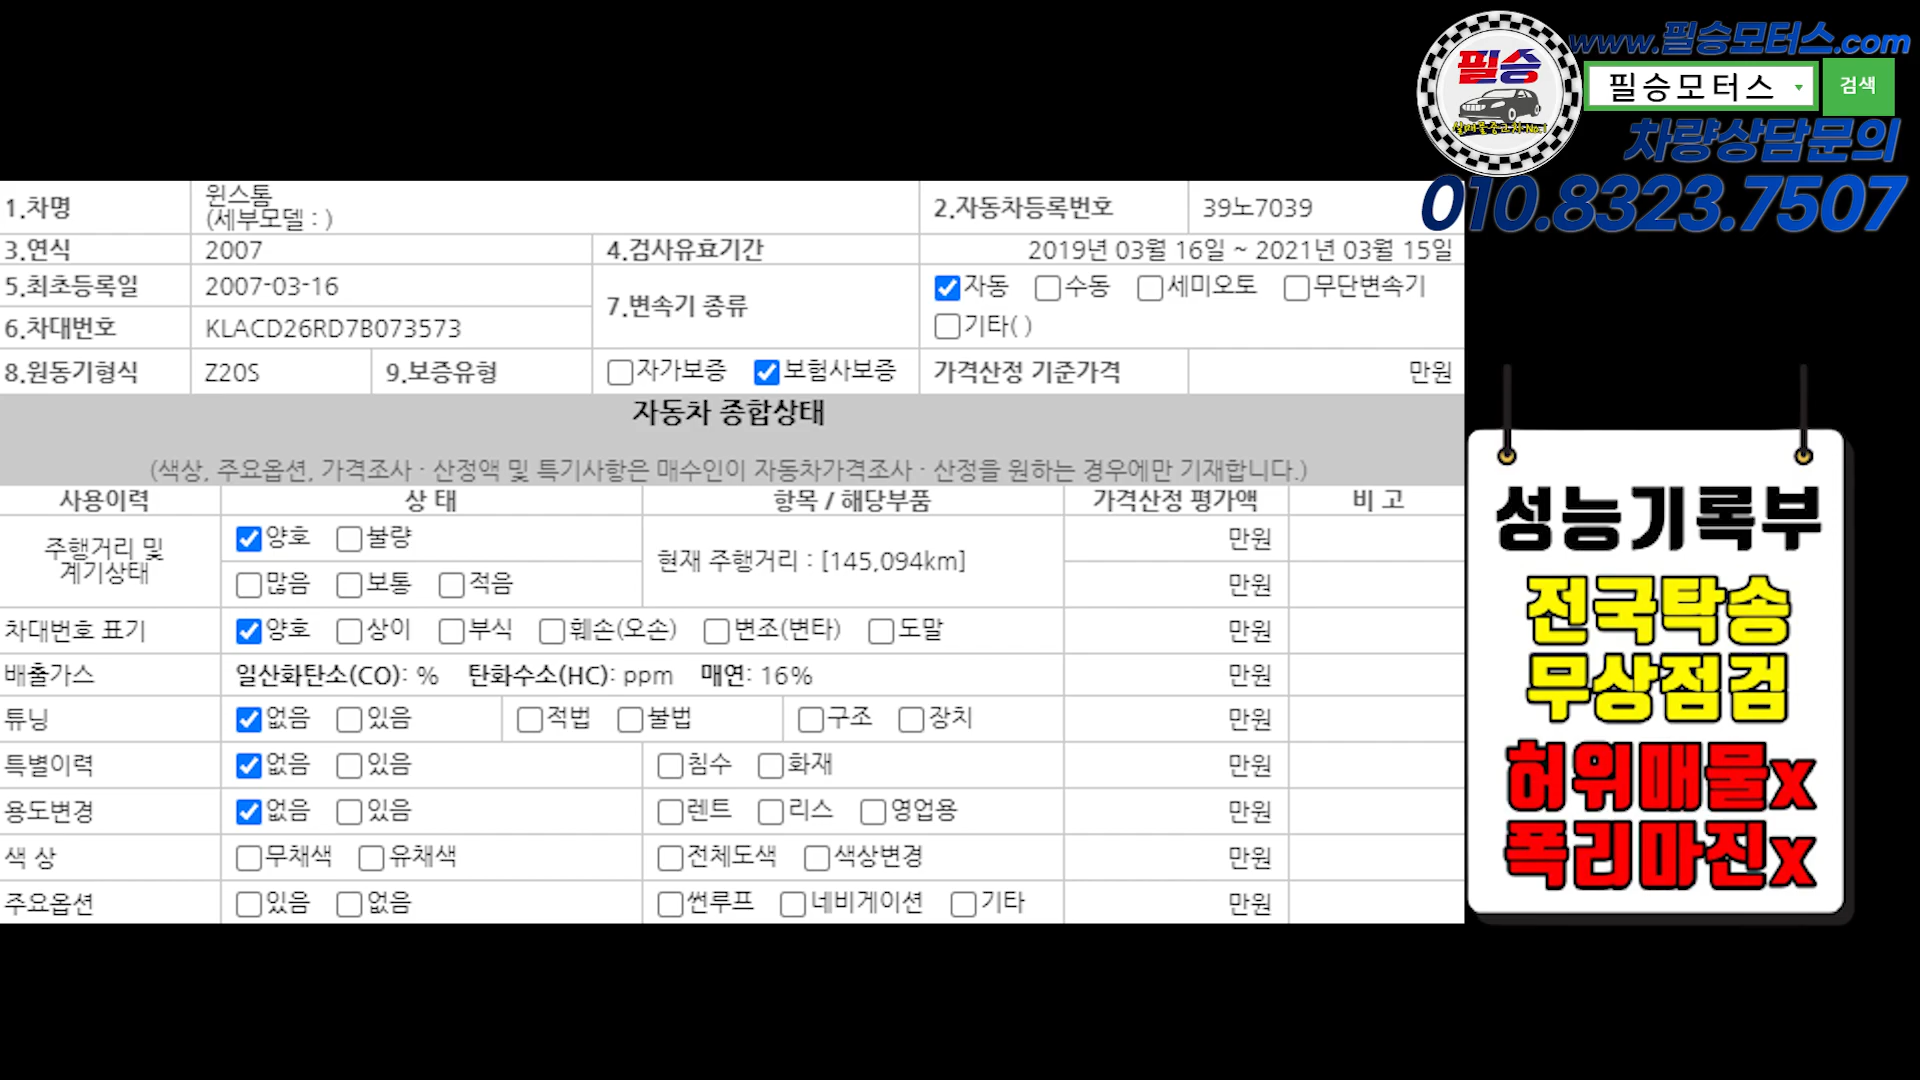 www.필승모터스.com
필승
실매물중고차 No.1
필승모터스
검색
차량상담문의
010.8323.7507
1.차명 윈스톰 (세부모델 : ) 2.자동차등록번호 39노7039
3.연식 2007 4.검사유효기간 2019년 03월 16일 ~ 2021년 03월 15일
5.최초등록일 2007-03-16 7.변속기 종류 자동 수동 세미오토 무단변속기
기타( )
6.차대번호 KLACD26RD7B073573
8.원동기형식 Z20S 9.보증유형 자가보증 보험사보증 가격산정 기준가격 만원
자동차 종합상태
(색상, 주요옵션, 가격조사 · 산정액 및 특기사항은 매수인이 자동차가격조사 · 산정을 원하는 경우에만 기재합니다.)
사용이력 상 태 항목 / 해당부품 가격산정 평가액 비 고
주행거리 및 계기상태 양호 불량 현재 주행거리 : [145,094km] 만원
많음 보통 적음 만원
차대번호 표기 양호 상이 부식 훼손(오손) 변조(변타) 도말 만원
배출가스 일산화탄소(CO): % 탄화수소(HC): ppm 매연: 16% 만원
튜닝 없음 있음 적법 불법 구조 장치 만원
특별이력 없음 있음 침수 화재 만원
용도변경 없음 있음 렌트 리스 영업용 만원
색 상 무채색 유채색 전체도색 색상변경 만원
주요옵션 있음 없음 썬루프 네비게이션 기타 만원
성능기록부
전국탁송
무상점검
허위매물x
폭리마진x